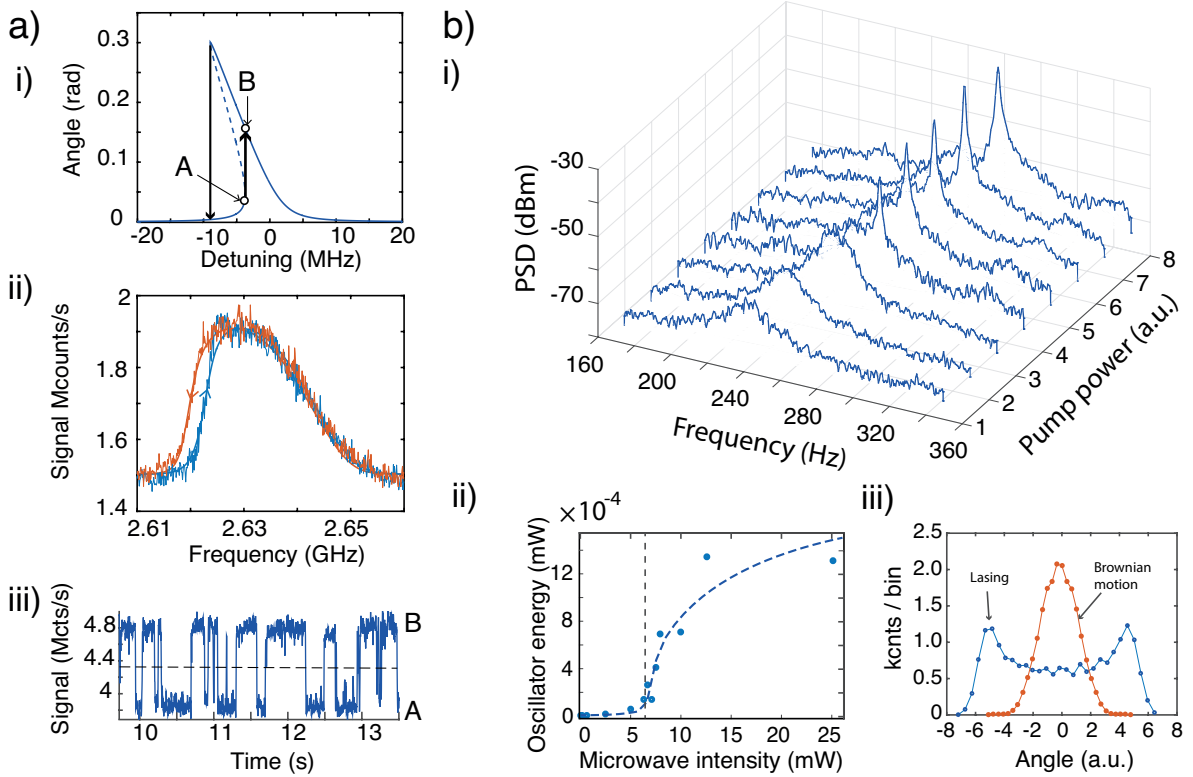 a)
i)
Angle (rad)
0.3
0.2
0.1
0
B
A
-20 -10 0 10 20
Detuning (MHz)
ii)
Signal Mcounts/s
2
1.8
1.6
1.4
2.61 2.63 2.65
Frequency (GHz)
iii)
Signal (Mcts/s)
4.8
4.4
4
B
A
10 11 12 13
Time (s)
b)
i)
PSD (dBm)
-30
-50
-70
160 200 240 280 320 360
Frequency (Hz)
1 2 3 4 5 6 7 8
Pump power (a.u.)
ii)
×10-4
Oscillator energy (mW)
12
8
4
0
0 5 10 15 20 25
Microwave intensity (mW)
iii)
kcnts / bin
2.5
2.0
1.5
1.0
0.5
0
Lasing
Brownian
motion
-8 -6 -4 -2 0 2 4 6 8
Angle (a.u.)